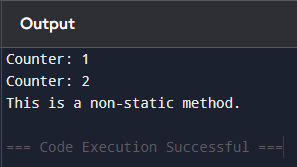 Output
Counter: 1
Counter: 2
This is a non-static method.
=== Code Execution Successful ===